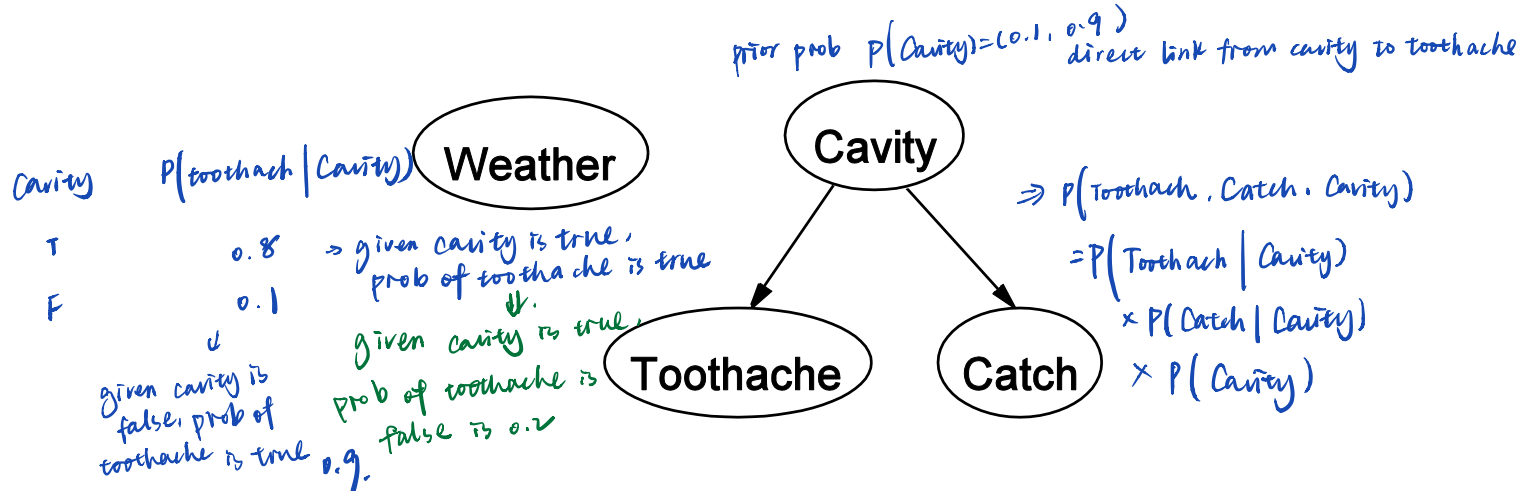 prior prob P(Cavity)=(0.1, 0.9)
direct link from cavity to toothache
Cavity P(toothach | Cavity)
T 0.8 → given cavity is true,
prob of toothache is true
F 0.1
↓
given cavity is
false, prob of
toothache is true 0.9.
⇓.
given cavity is true,
prob of toothache is
false is 0.2
Weather
Cavity
Toothache
Catch
⇒ P(Toothach, Catch, Cavity)
= P(Toothach | Cavity)
× P(Catch | Cavity)
× P(Cavity)